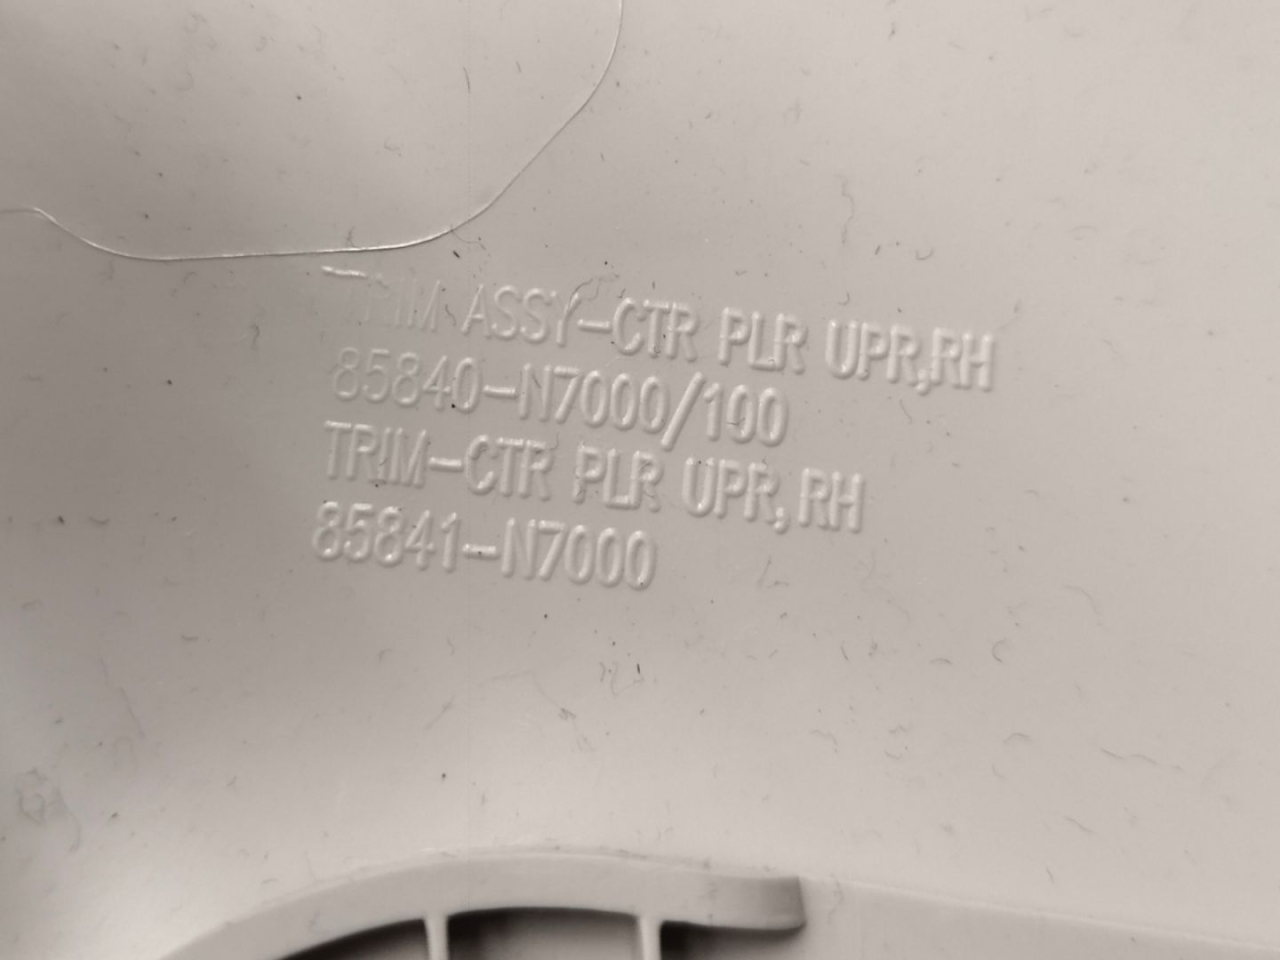 TRIM ASSY-CTR PLR UPR,RH
85840-N7000/100
TRIM-CTR PLR UPR,RH
85841-N7000